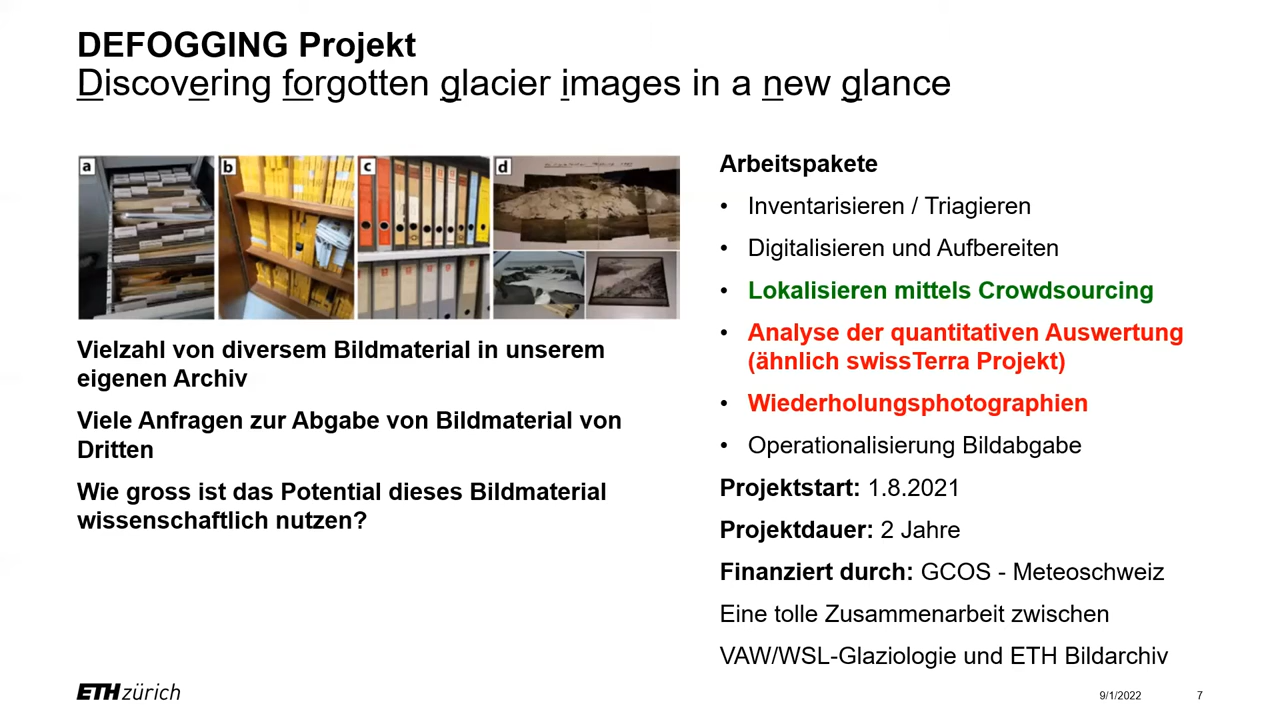 DEFOGGING Projekt
Discovering forgotten glacier images in a new glance
a
b
c
d
Vielzahl von diversem Bildmaterial in unserem
eigenen Archiv
Viele Anfragen zur Abgabe von Bildmaterial von
Dritten
Wie gross ist das Potential dieses Bildmaterial
wissenschaftlich nutzen?
Arbeitspakete
• Inventarisieren / Triagieren
• Digitalisieren und Aufbereiten
• Lokalisieren mittels Crowdsourcing
• Analyse der quantitativen Auswertung
(ähnlich swissTerra Projekt)
• Wiederholungsphotographien
• Operationalisierung Bildabgabe
Projektstart: 1.8.2021
Projektdauer: 2 Jahre
Finanziert durch: GCOS - Meteoschweiz
Eine tolle Zusammenarbeit zwischen
VAW/WSL-Glaziologie und ETH Bildarchiv
ETH zürich
9/1/2022
7